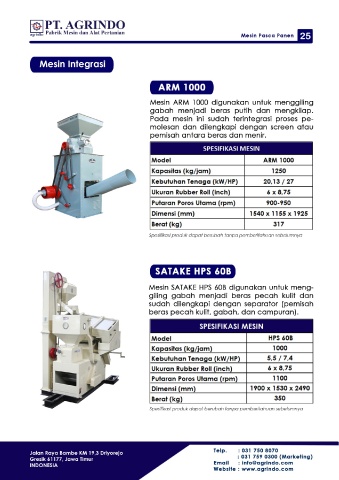 PT. AGRINDO
Pabrik Mesin dan Alat Pertanian
Mesin Pasca Panen 25
Mesin Integrasi
ARM 1000
Mesin ARM 1000 digunakan untuk menggiling
gabah menjadi beras putih dan mengkilap.
Pada mesin ini sudah terintegrasi proses pe-
molesan dan dilengkapi dengan screen atau
pemisah antara beras dan menir.
SPESIFIKASI MESIN
Model ARM 1000
Kapasitas (kg/jam) 1250
Kebutuhan Tenaga (kW/HP) 20,13 / 27
Ukuran Rubber Roll (inch) 6 x 8,75
Putaran Poros Utama (rpm) 900-950
Dimensi (mm) 1540 x 1155 x 1925
Berat (kg) 317
Spesifikasi produk dapat berubah tanpa pemberitahuan sebelumnya
SATAKE HPS 60B
Mesin SATAKE HPS 60B digunakan untuk meng-
giling gabah menjadi beras pecah kulit dan
sudah dilengkapi dengan separator (pemisah
beras pecah kulit, gabah, dan campuran).
SPESIFIKASI MESIN
Model HPS 60B
Kapasitas (kg/jam) 1000
Kebutuhan Tenaga (kW/HP) 5,5 / 7,4
Ukuran Rubber Roll (inch) 6 x 8,75
Putaran Poros Utama (rpm) 1100
Dimensi (mm) 1900 x 1530 x 2490
Berat (kg) 350
Spesifikasi produk dapat berubah tanpa pemberitahuan sebelumnya
Jalan Raya Bambe KM 19,3 Driyorejo
Gresik 61177, Jawa Timur
INDONESIA
Telp. : 031 750 8070
: 031 759 0300 (Marketing)
Email : info@agrindo.com
Website : www.agrindo.com